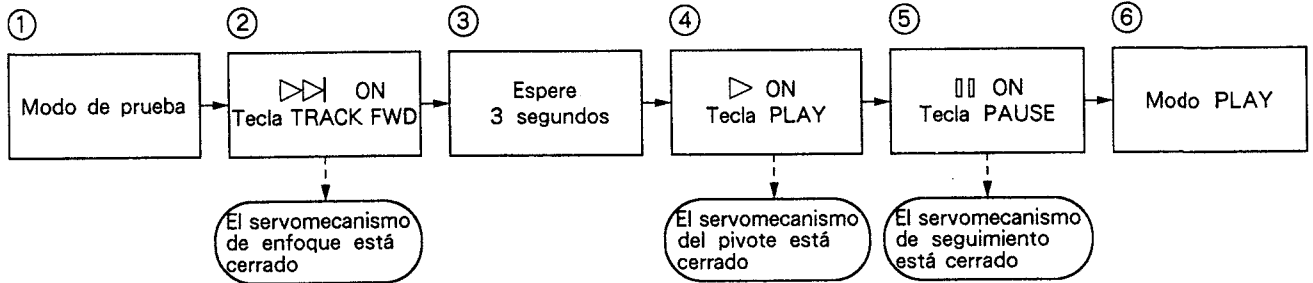 ①
Modo de prueba
②
▷▷| ON
Tecla TRACK FWD
El servomecanismo
de enfoque está
cerrado
③
Espere
3 segundos
④
▷ ON
Tecla PLAY
El servomecanismo
del pivote está
cerrado
⑤
▯▯ ON
Tecla PAUSE
El servomecanismo
de seguimiento
está cerrado
⑥
Modo PLAY